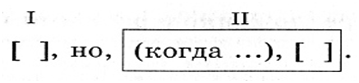 I II
[ ], но, (когда ...), [ ].